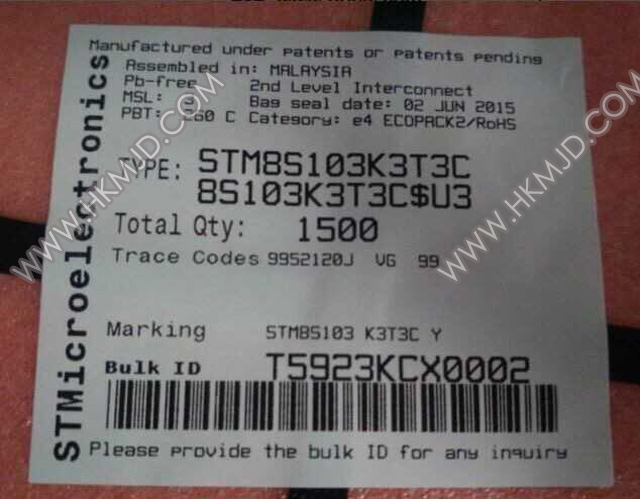 Manufactured under Patents or Patents Pending
Assembled in: MALAYSIA
Pb-free 2nd Level Interconnect
MSL: Bag seal date: 02 JUN 2015
PBT: 260 C Category: e4 ECOPACK2/RoHS
TYPE: STM8S103K3T3C
8S103K3T3C$U3
Total Qty: 1500
Trace Codes 9952120J VG 99
Marking STM8S103 K3T3C Y
Bulk ID T5923KCX0002
Please provide the bulk ID for any inquiry
STMicroelectronics
WWW.HKMJD.COM
WWW.HKMJD.COM